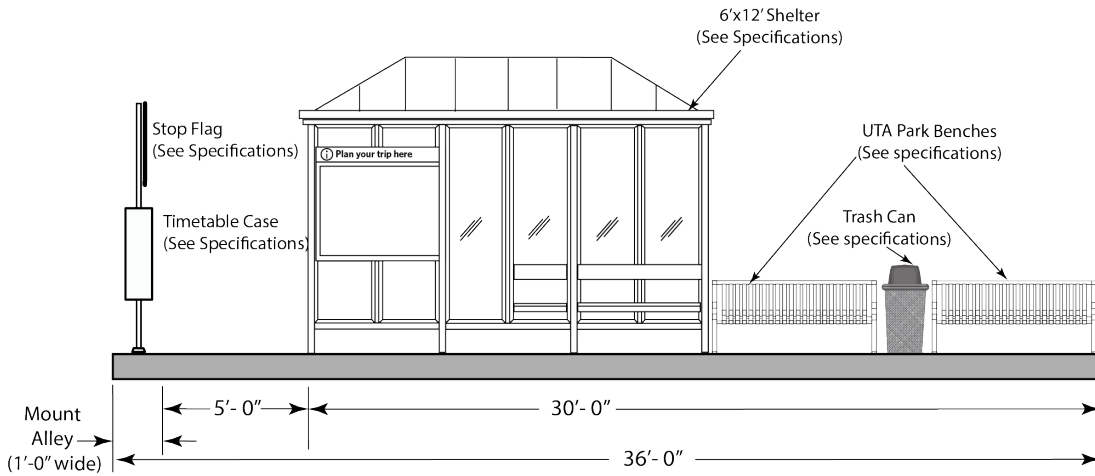 6'x12' Shelter
(See Specifications)
Stop Flag
(See Specifications)
ⓘ Plan your trip here
UTA Park Benches
(See specifications)
Timetable Case
(See Specifications)
Trash Can
(See specifications)
5'- 0"
30'- 0"
Mount
Alley
(1'-0" wide)
36'- 0"